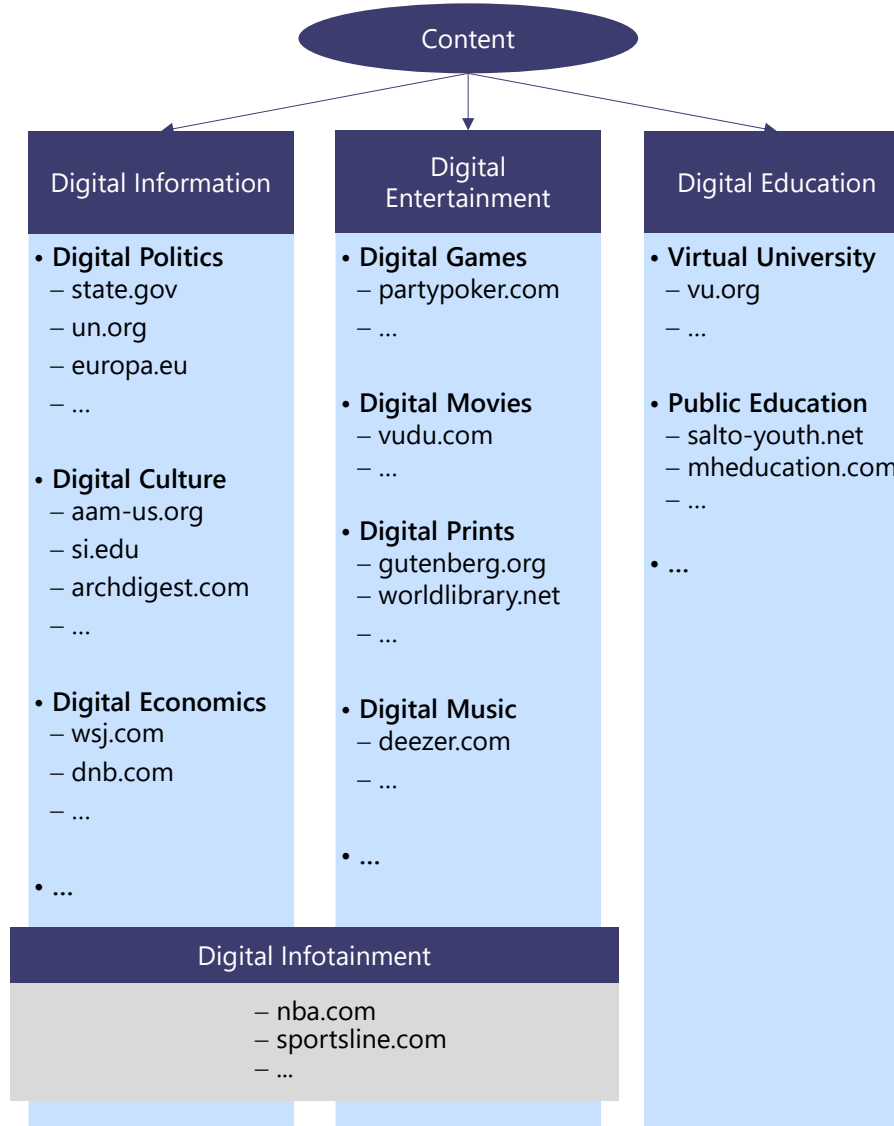 Content
Digital Information
• Digital Politics
– state.gov
– un.org
– europa.eu
– ...
• Digital Culture
– aam-us.org
– si.edu
– archdigest.com
– ...
• Digital Economics
– wsj.com
– dnb.com
– ...
• ...
Digital
Entertainment
• Digital Games
– partypoker.com
– ...
• Digital Movies
– vudu.com
– ...
• Digital Prints
– gutenberg.org
– worldlibrary.net
– ...
• Digital Music
– deezer.com
– ...
• ...
Digital Education
• Virtual University
– vu.org
– ...
• Public Education
– salto-youth.net
– mheducation.com
– ...
• ...
Digital Infotainment
– nba.com
– sportsline.com
– ...